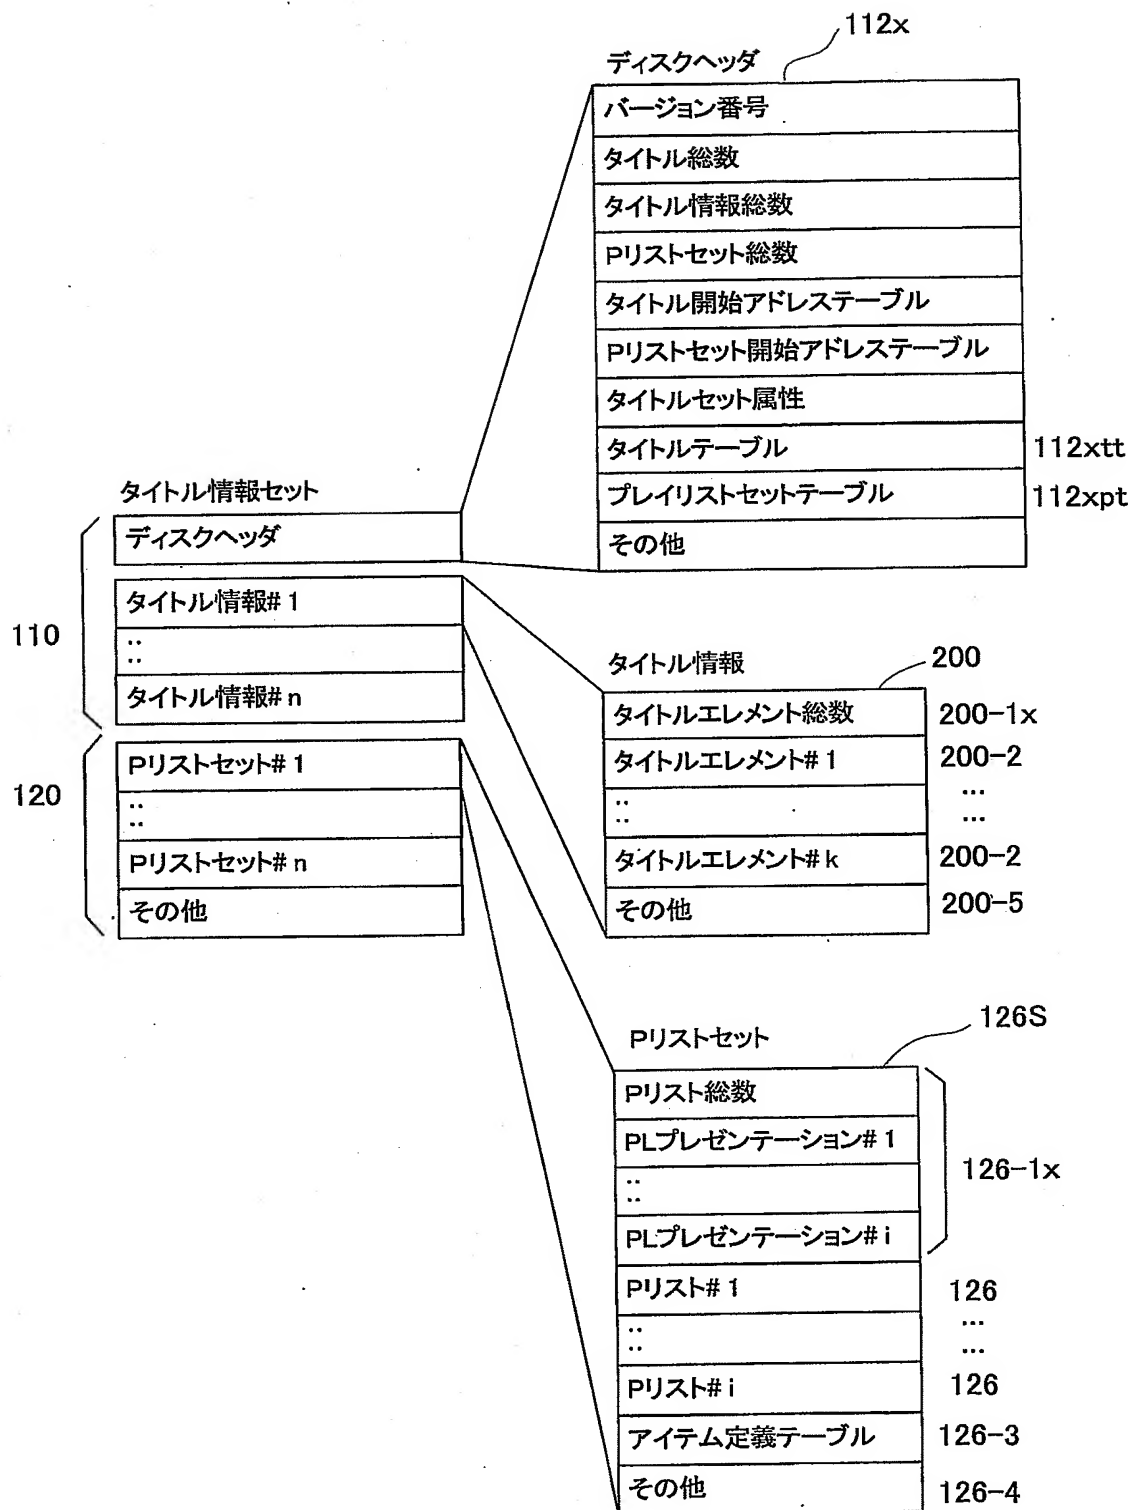 112x
ディスクヘッダ
バージョン番号
タイトル総数
タイトル情報総数
Pリストセット総数
タイトル開始アドレステーブル
Pリストセット開始アドレステーブル
タイトルセット属性
タイトルテーブル 112xtt
プレイリストセットテーブル 112xpt
その他
タイトル情報セット
ディスクヘッダ
タイトル情報#1
::
タイトル情報#n
110
Pリストセット#1
::
Pリストセット#n
その他
120
タイトル情報 200
タイトルエレメント総数 200-1x
タイトルエレメント#1 200-2
:: ...
...
タイトルエレメント#k 200-2
その他 200-5
Pリストセット 126S
Pリスト総数
PLプレゼンテーション#1
::
PLプレゼンテーション#i
126-1x
Pリスト#1 126
:: ...
...
Pリスト#i 126
アイテム定義テーブル 126-3
その他 126-4